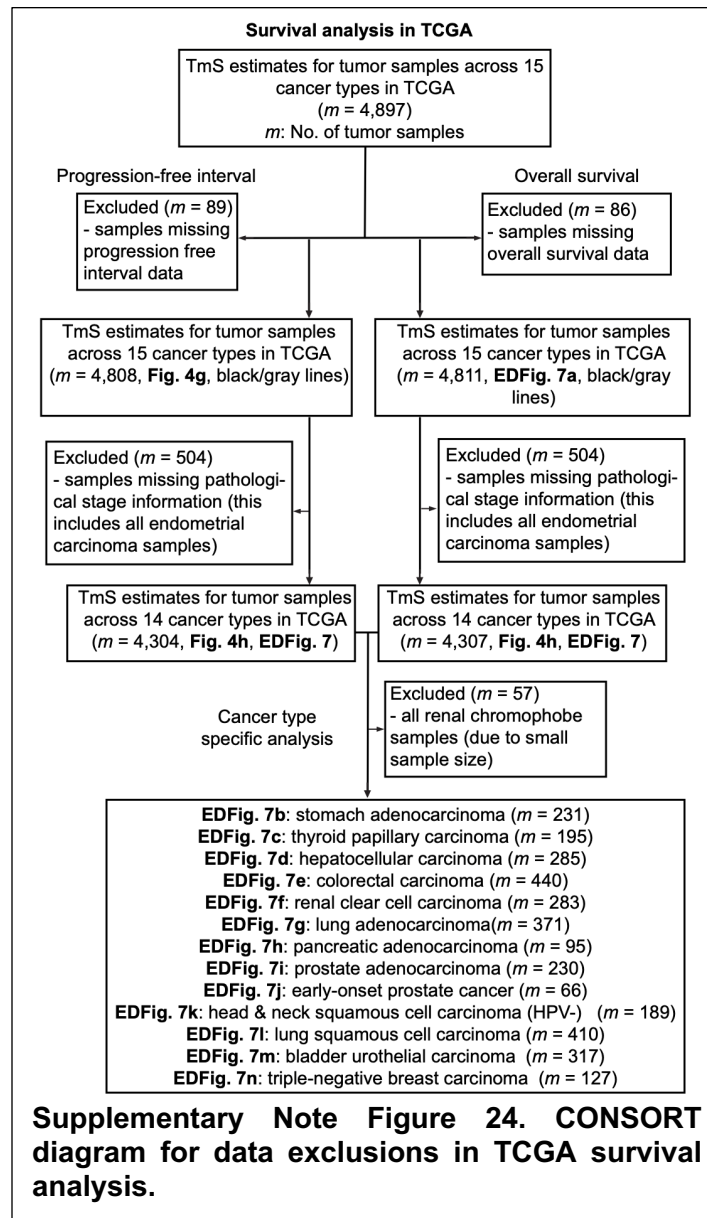 Survival analysis in TCGA
TmS estimates for tumor samples across 15
cancer types in TCGA
(m = 4,897)
m: No. of tumor samples
Progression-free interval
Overall survival
Excluded (m = 89)
- samples missing
progression free
interval data
Excluded (m = 86)
- samples missing
overall survival data
TmS estimates for tumor samples
across 15 cancer types in TCGA
(m = 4,808, Fig. 4g, black/gray lines)
TmS estimates for tumor samples
across 15 cancer types in TCGA
(m = 4,811, EDFig. 7a, black/gray
lines)
Excluded (m = 504)
- samples missing pathologi-
cal stage information (this
includes all endometrial
carcinoma samples)
Excluded (m = 504)
- samples missing pathologi-
cal stage information (this
includes all endometrial
carcinoma samples)
TmS estimates for tumor samples
across 14 cancer types in TCGA
(m = 4,304, Fig. 4h, EDFig. 7)
TmS estimates for tumor samples
across 14 cancer types in TCGA
(m = 4,307, Fig. 4h, EDFig. 7)
Cancer type
specific analysis
Excluded (m = 57)
- all renal chromophobe
samples (due to small
sample size)
EDFig. 7b: stomach adenocarcinoma (m = 231)
EDFig. 7c: thyroid papillary carcinoma (m = 195)
EDFig. 7d: hepatocellular carcinoma (m = 285)
EDFig. 7e: colorectal carcinoma (m = 440)
EDFig. 7f: renal clear cell carcinoma (m = 283)
EDFig. 7g: lung adenocarcinoma(m = 371)
EDFig. 7h: pancreatic adenocarcinoma (m = 95)
EDFig. 7i: prostate adenocarcinoma (m = 230)
EDFig. 7j: early-onset prostate cancer (m = 66)
EDFig. 7k: head & neck squamous cell carcinoma (HPV-) (m = 189)
EDFig. 7l: lung squamous cell carcinoma (m = 410)
EDFig. 7m: bladder urothelial carcinoma (m = 317)
EDFig. 7n: triple-negative breast carcinoma (m = 127)
Supplementary Note Figure 24. CONSORT
diagram for data exclusions in TCGA survival
analysis.